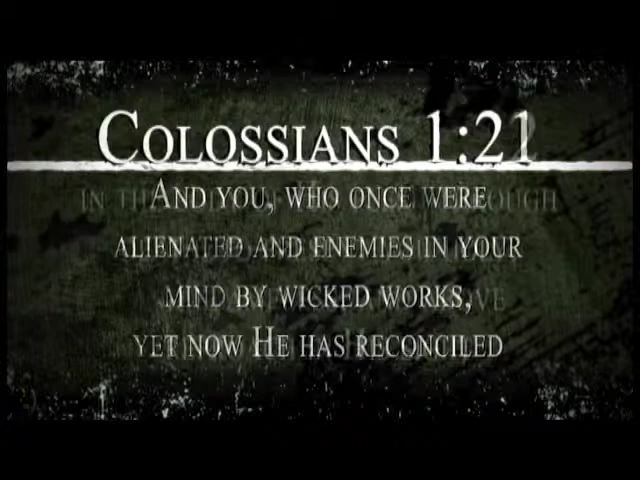 COLOSSIANS 1:21
AND YOU, WHO ONCE WERE
ALIENATED AND ENEMIES IN YOUR
MIND BY WICKED WORKS,
YET NOW HE HAS RECONCILED